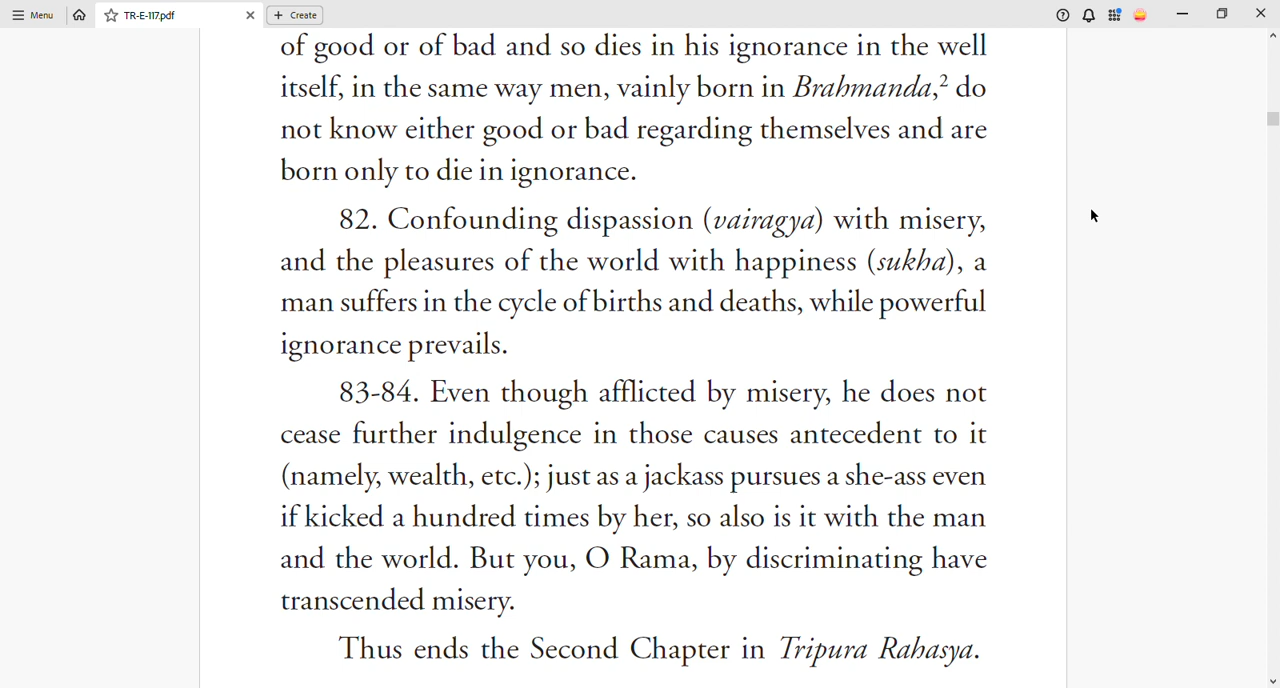 Menu
TR-E-117.pdf
Create
of good or of bad and so dies in his ignorance in the well
itself, in the same way men, vainly born in Brahmanda,² do
not know either good or bad regarding themselves and are
born only to die in ignorance.
82. Confounding dispassion (vairagya) with misery,
and the pleasures of the world with happiness (sukha), a
man suffers in the cycle of births and deaths, while powerful
ignorance prevails.
83-84. Even though afflicted by misery, he does not
cease further indulgence in those causes antecedent to it
(namely, wealth, etc.); just as a jackass pursues a she-ass even
if kicked a hundred times by her, so also is it with the man
and the world. But you, O Rama, by discriminating have
transcended misery.
Thus ends the Second Chapter in Tripura Rahasya.